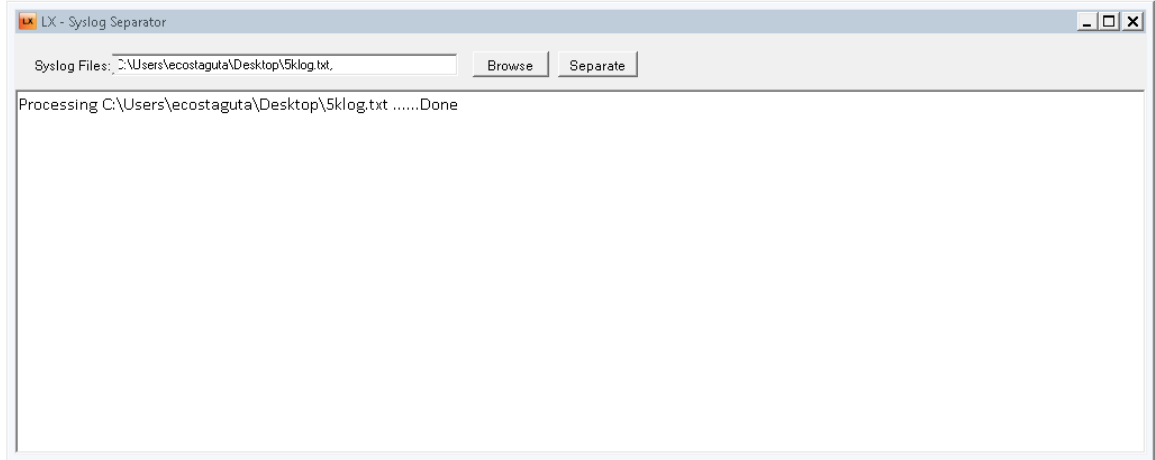 LX LX - Syslog Separator
Syslog Files: C:\Users\ecostaguta\Desktop\5klog.txt, Browse Separate
Processing C:\Users\ecostaguta\Desktop\5klog.txt ......Done